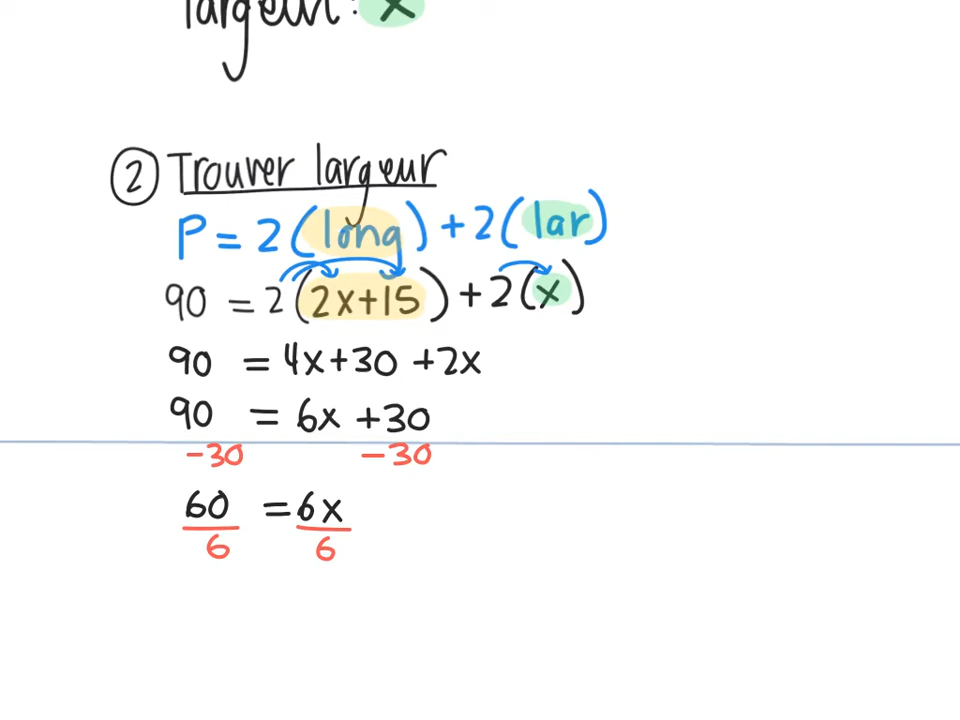 largeur: x
② Trouver largeur
P = 2(long) + 2(lar)
90 = 2(2x+15) + 2(x)
90 = 4x+30 +2x
90 = 6x +30
-30 -30
60 = 6x
6 6